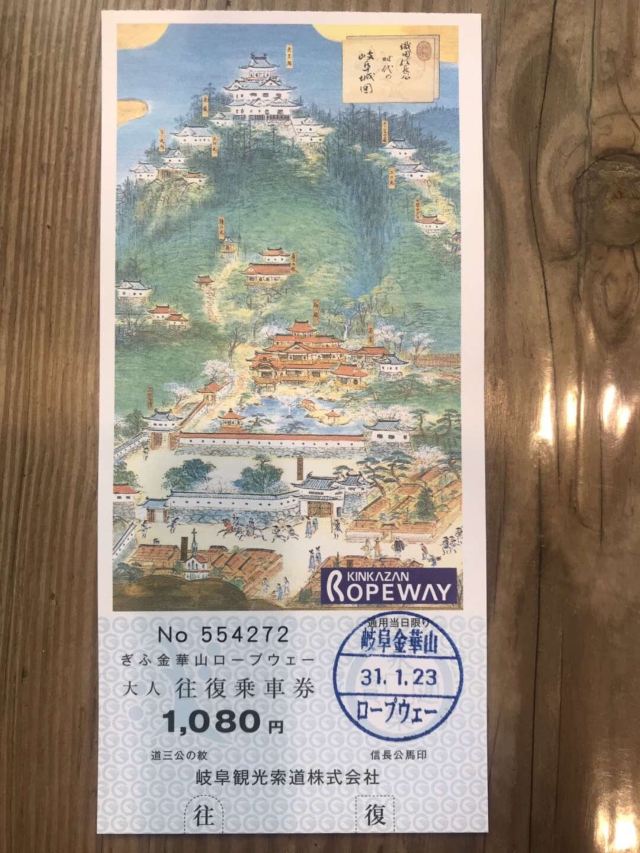 織田信長公
時代の
岐阜城図
KINKAZAN
ROPEWAY
No 554272
適用当日限り
ぎふ金華山ロープウェー
岐阜金華山
大人 往復乗車券
31.1.23
1,080円
ロープウェー
道三公の紋
信長公馬印
岐阜観光索道株式会社
往
復